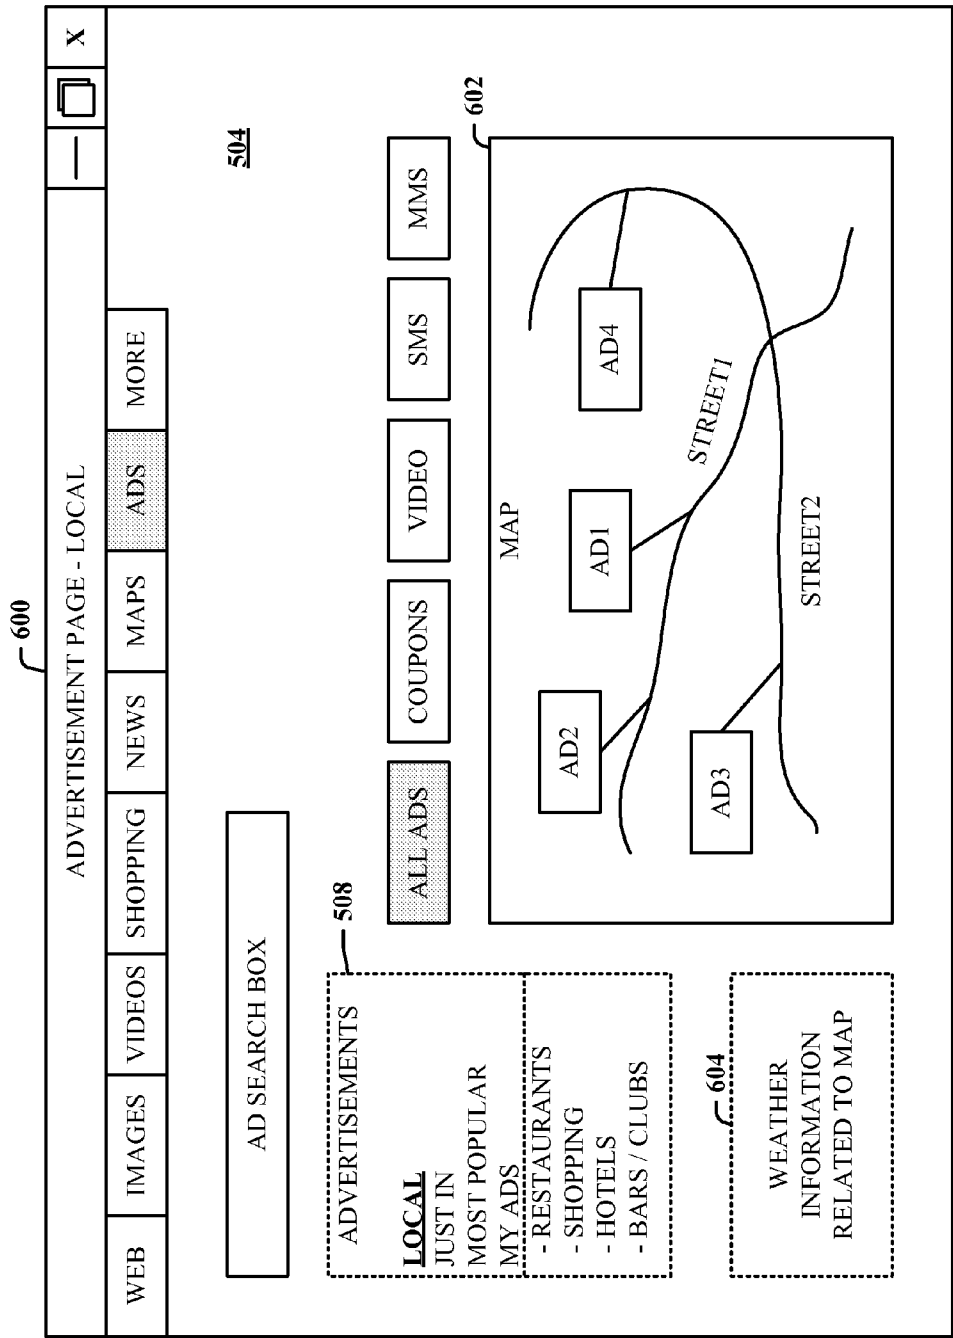 600
ADVERTISEMENT PAGE - LOCAL
X
WEB
IMAGES
VIDEOS
SHOPPING
NEWS
MAPS
ADS
MORE
AD SEARCH BOX
504
508
ADVERTISEMENTS
LOCAL
JUST IN
MOST POPULAR
MY ADS
- RESTAURANTS
- SHOPPING
- HOTELS
- BARS / CLUBS
ALL ADS
COUPONS
VIDEO
SMS
MMS
602
MAP
AD2
AD1
AD4
STREET1
AD3
STREET2
604
WEATHER
INFORMATION
RELATED TO MAP